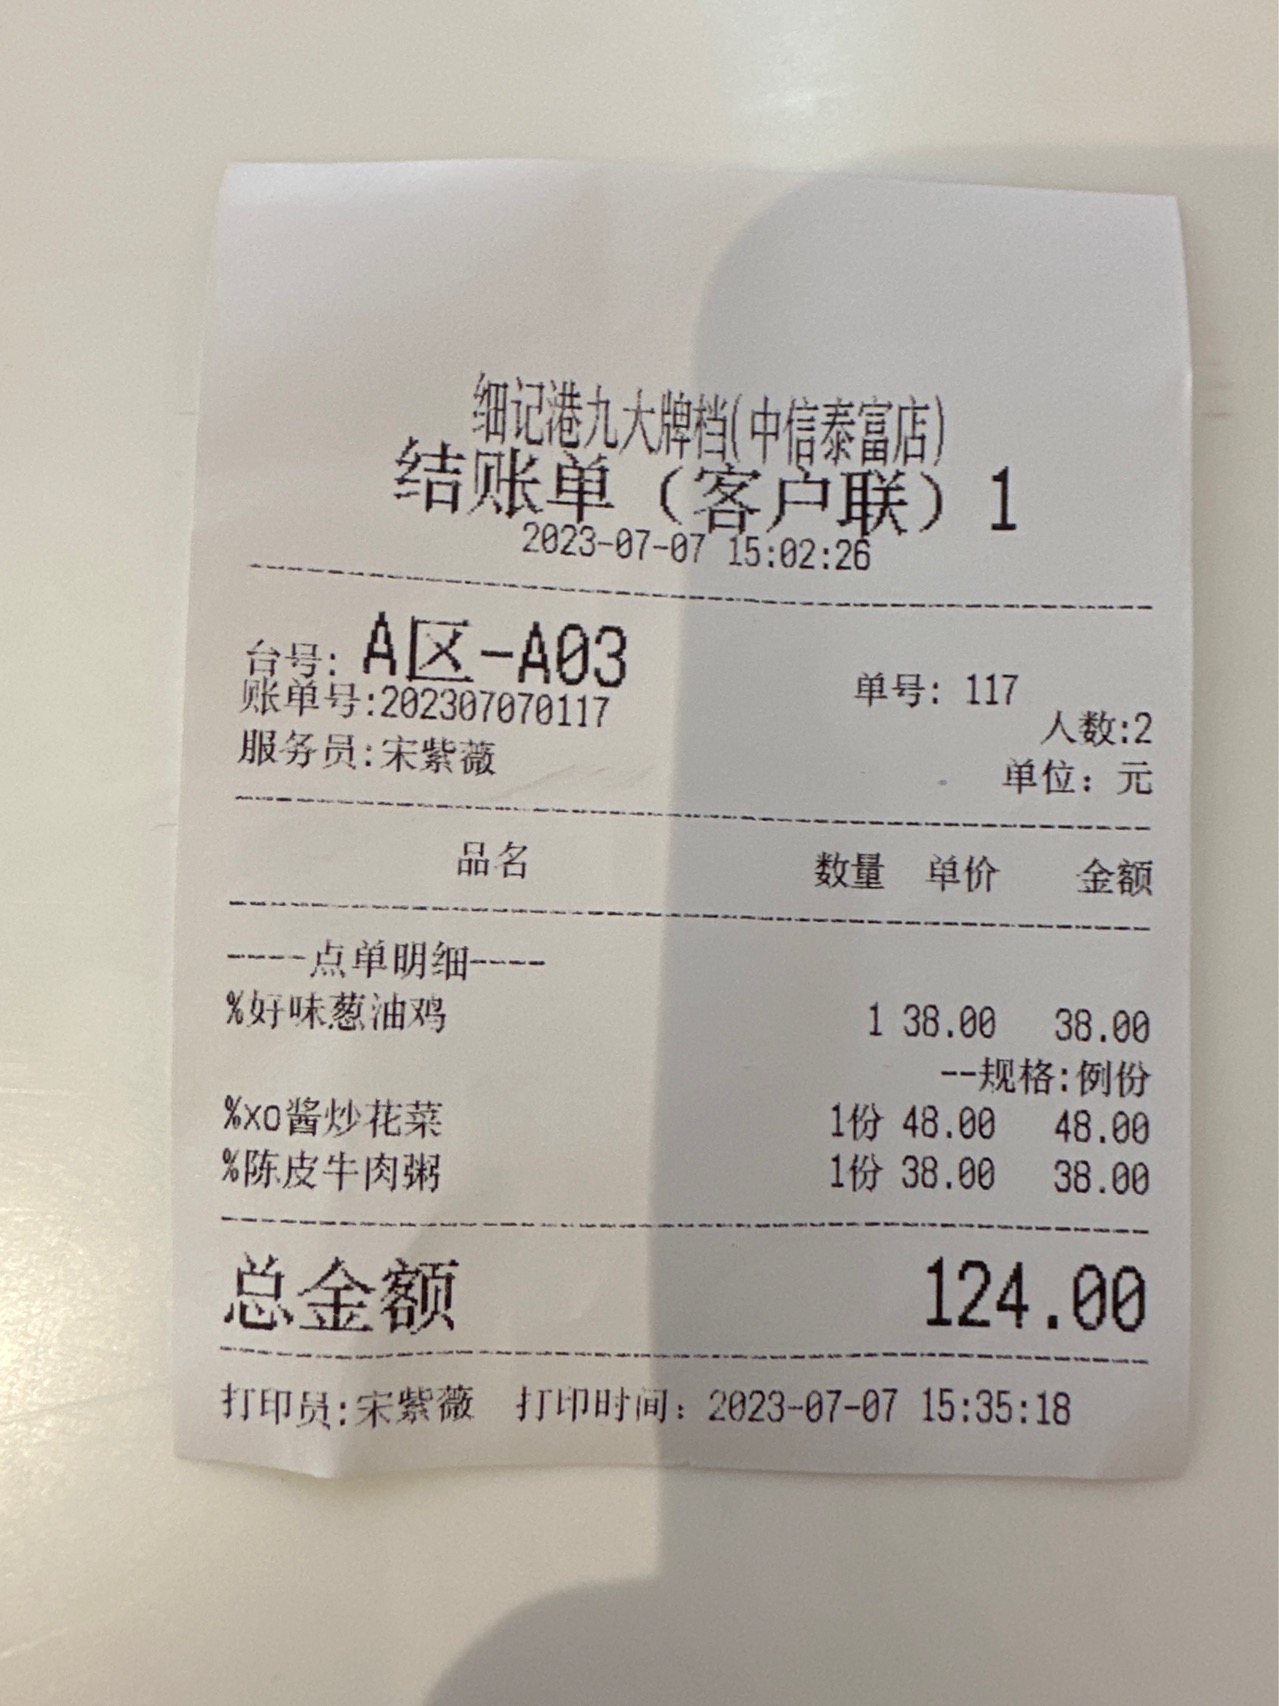 细记港九大牌档(中信泰富店)
结账单（客户联）1
2023-07-07 15:02:26
台号: A区-A03 单号: 117
账单号:202307070117 人数:2
服务员:宋紫薇 单位：元
品名 数量 单价 金额
----点单明细----
%好味葱油鸡 1 38.00 38.00
--规格:例份
%xo酱炒花菜 1份 48.00 48.00
%陈皮牛肉粥 1份 38.00 38.00
总金额 124.00
打印员:宋紫薇 打印时间：2023-07-07 15:35:18